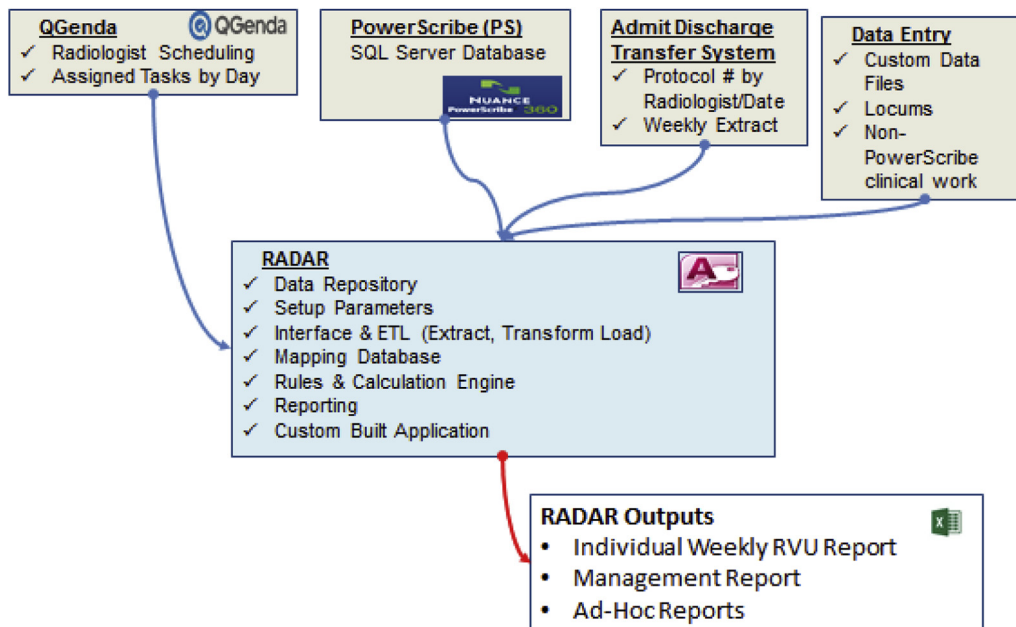 QGenda
QGenda
✓ Radiologist Scheduling
✓ Assigned Tasks by Day
PowerScribe (PS)
SQL Server Database
NUANCE
PowerScribe 360
Admit Discharge
Transfer System
✓ Protocol # by
Radiologist/Date
✓ Weekly Extract
Data Entry
✓ Custom Data
Files
✓ Locums
✓ Non-
PowerScribe
clinical work
RADAR
A
✓ Data Repository
✓ Setup Parameters
✓ Interface & ETL (Extract, Transform Load)
✓ Mapping Database
✓ Rules & Calculation Engine
✓ Reporting
✓ Custom Built Application
RADAR Outputs
X
• Individual Weekly RVU Report
• Management Report
• Ad-Hoc Reports